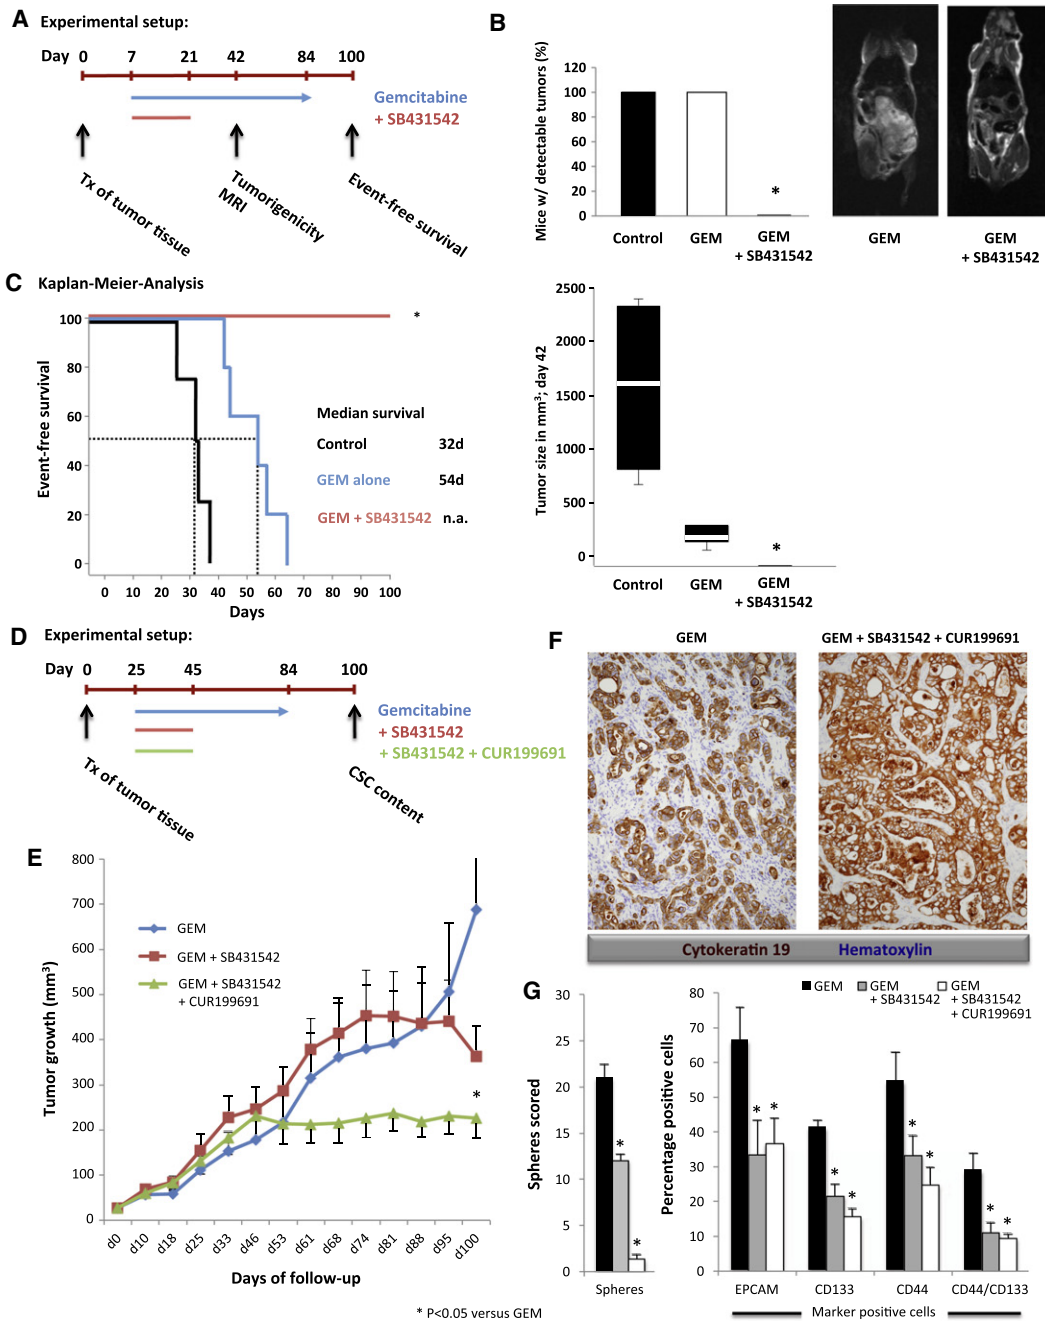 A Experimental setup:
Day 0 7 21 42 84 100
Gemcitabine
+ SB431542
Tx of tumor tissue
Tumorigenicity
MRI
Event-free survival
B
Mice w/ detectable tumors (%)
120
100
80
60
40
20
0
*
Control GEM GEM
+ SB431542
GEM GEM
+ SB431542
C Kaplan-Meier-Analysis
Event-free survival
100
80
60
40
20
0
*
Median survival
Control 32d
GEM alone 54d
GEM + SB431542 n.a.
0 10 20 30 40 50 60 70 80 90 100
Days
Tumor size in mm³; day 42
2500
2000
1500
1000
500
0
*
Control GEM GEM
+ SB431542
D Experimental setup:
Day 0 25 45 84 100
Gemcitabine
+ SB431542
+ SB431542 + CUR199691
Tx of tumor tissue
CSC content
E
Tumor growth (mm³)
800
700
600
500
400
300
200
100
0
GEM
GEM + SB431542
GEM + SB431542
+ CUR199691
*
d0 d10 d18 d25 d33 d46 d53 d61 d68 d74 d81 d88 d95 d100
Days of follow-up
F
GEM GEM + SB431542 + CUR199691
Cytokeratin 19 Hematoxylin
G
Spheres scored
30
25
20
15
10
5
0
* *
Spheres
Percentage positive cells
80
70
60
50
40
30
20
10
0
GEM GEM
+ SB431542
GEM
+ SB431542
+ CUR199691
* * * * * * * *
EPCAM CD133 CD44 CD44/CD133
Marker positive cells
* P<0.05 versus GEM